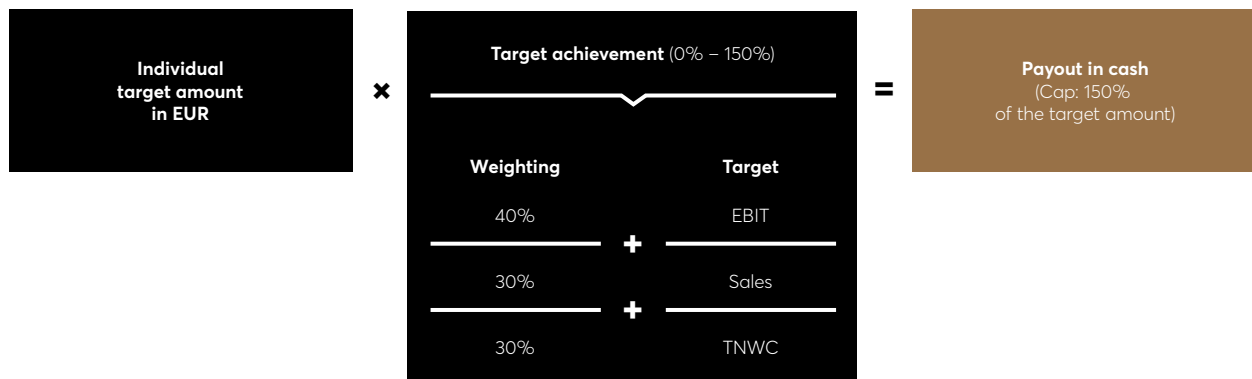 Individual
target amount
in EUR
×
Target achievement (0% – 150%)
Weighting Target
40% EBIT
+
30% Sales
+
30% TNWC
=
Payout in cash
(Cap: 150%
of the target amount)